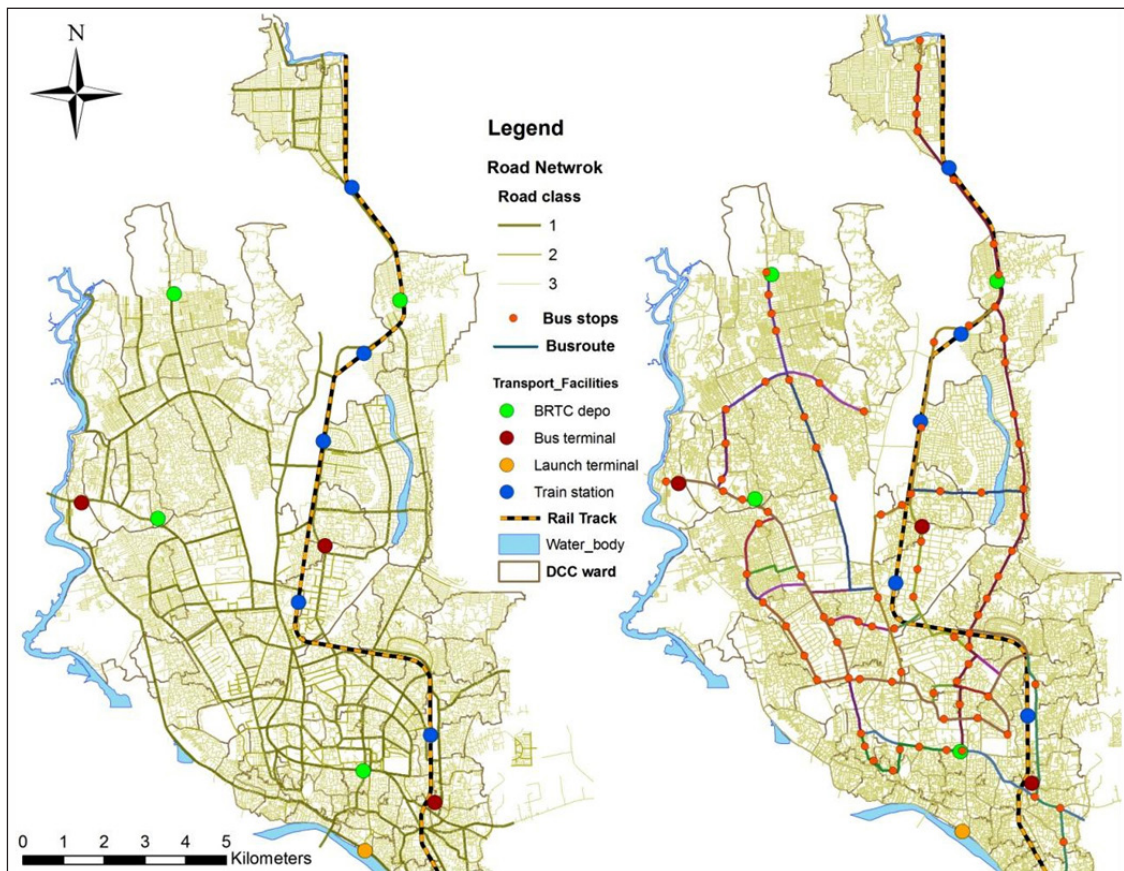 N
Legend
Road Netwrok
Road class
1
2
3
Bus stops
Busroute
Transport_Facilities
BRTC depo
Bus terminal
Launch terminal
Train station
Rail Track
Water_body
DCC ward
0 1 2 3 4 5
Kilometers